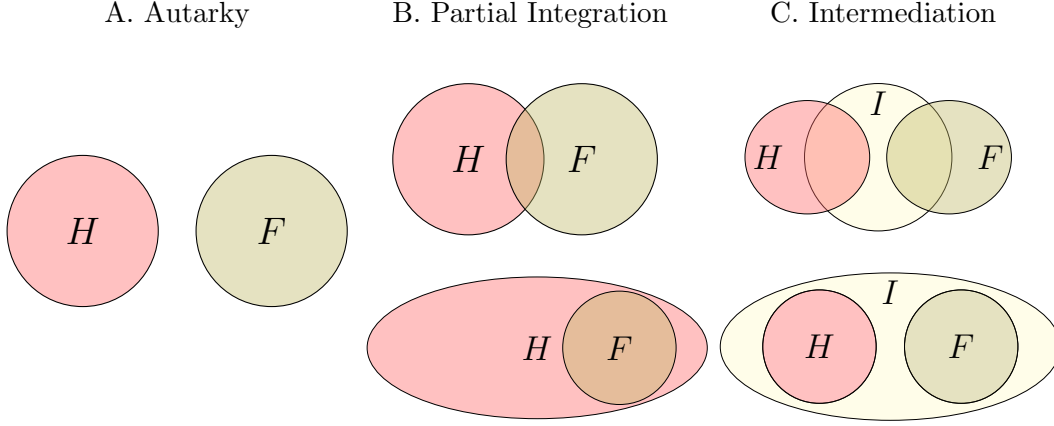 A. Autarky
B. Partial Integration
C. Intermediation
H F
H F
H I F
H F
I
H F